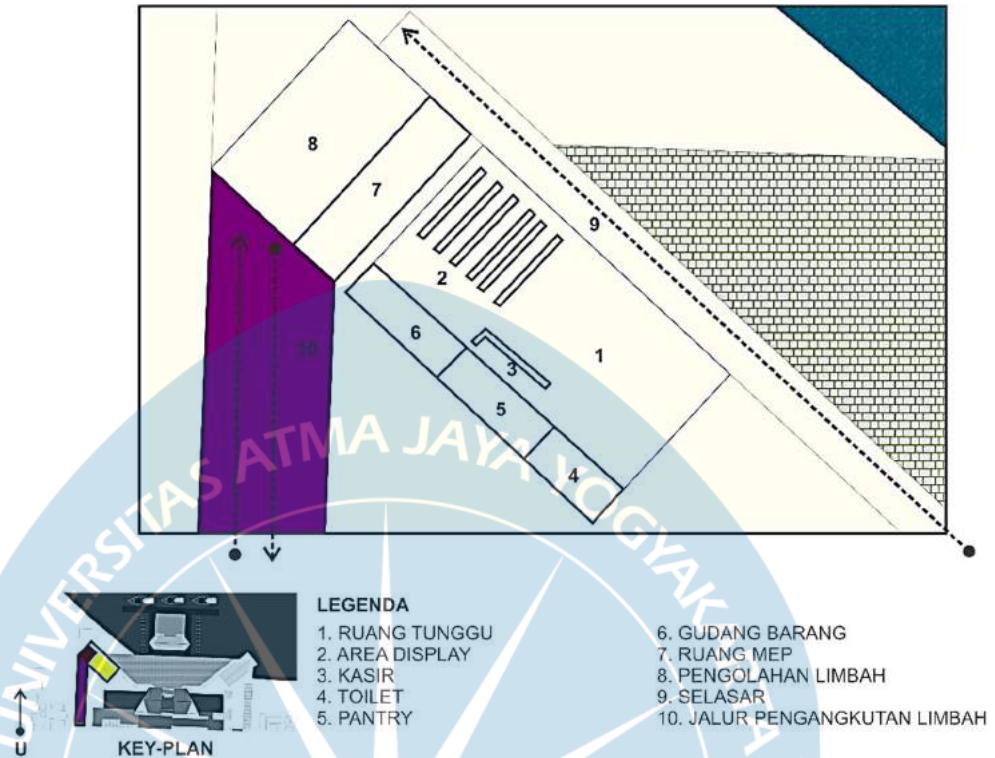 8
7
9
2
1
6
3
10
5
4
UNIVERSITAS ATMA JAYA YOGYAKARTA
LEGENDA
1. RUANG TUNGGU
2. AREA DISPLAY
3. KASIR
4. TOILET
5. PANTRY
6. GUDANG BARANG
7. RUANG MEP
8. PENGOLAHAN LIMBAH
9. SELASAR
10. JALUR PENGANGKUTAN LIMBAH
U
KEY-PLAN